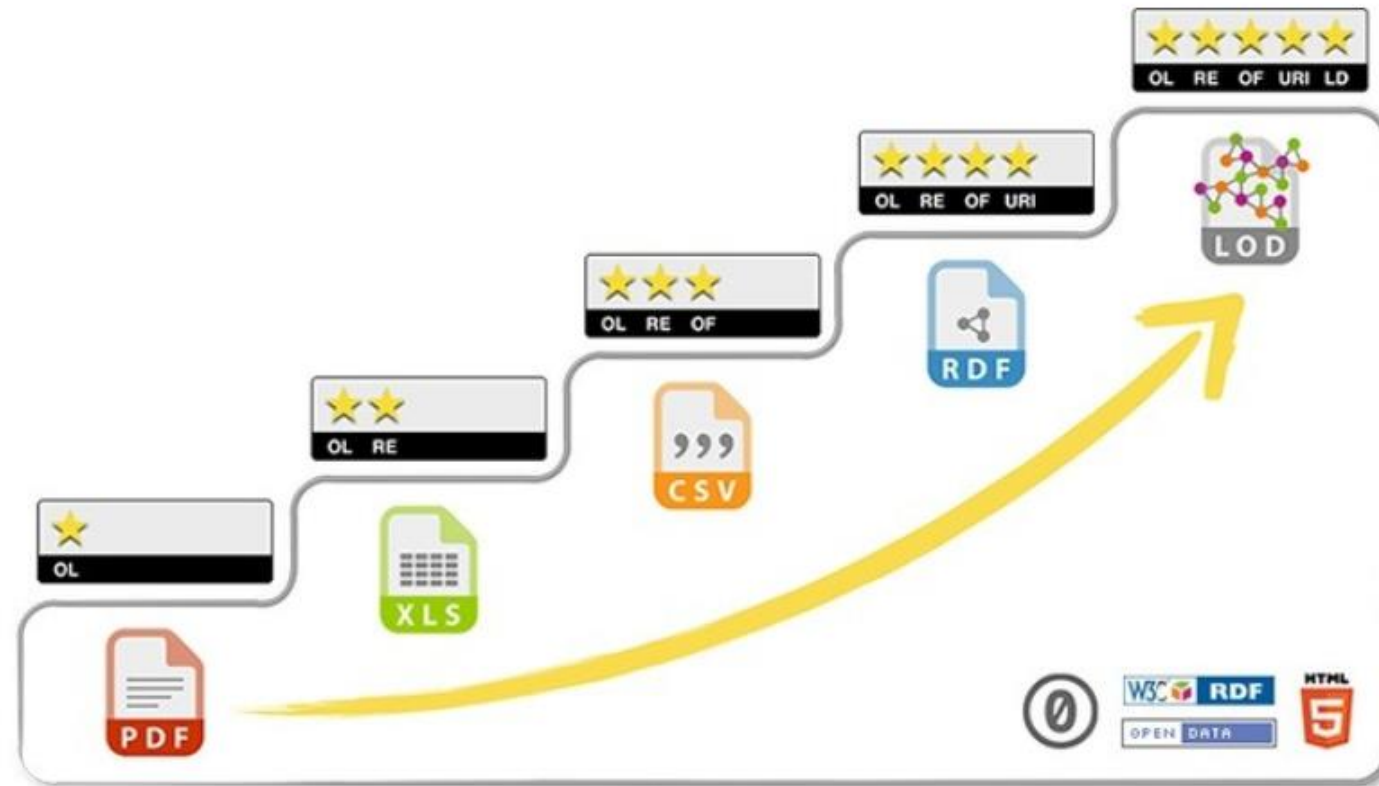 OL RE OF URI LD
LOD
OL RE OF URI
RDF
OL RE OF
CSV
OL RE
XLS
OL
PDF
0
W3C RDF
OPEN DATA
HTML
5